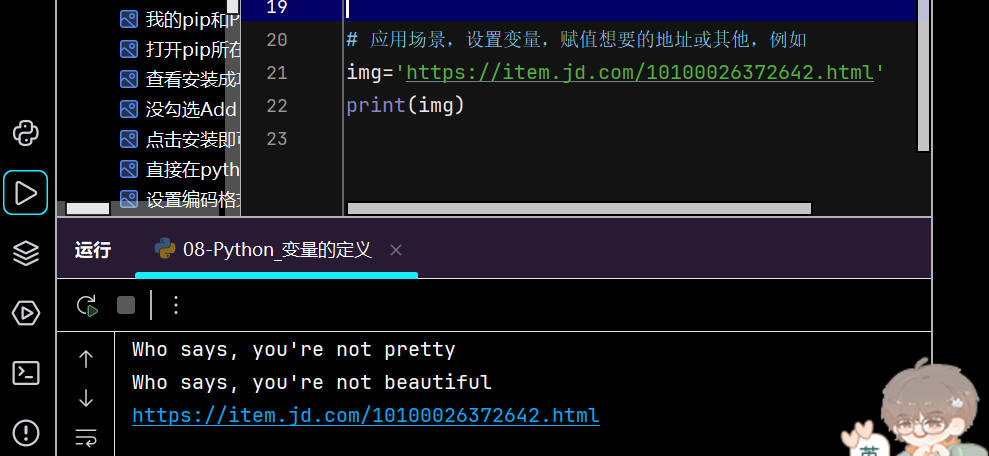 我的pip和P
打开pip所在
查看安装成功
没勾选Add
点击安装即可
直接在pyth
设置编码格式
19
20 # 应用场景，设置变量，赋值想要的地址或其他，例如
21 img='https://item.jd.com/10100026372642.html'
22 print(img)
23
运行 08-Python_变量的定义
Who says, you're not pretty
Who says, you're not beautiful
https://item.jd.com/10100026372642.html
英